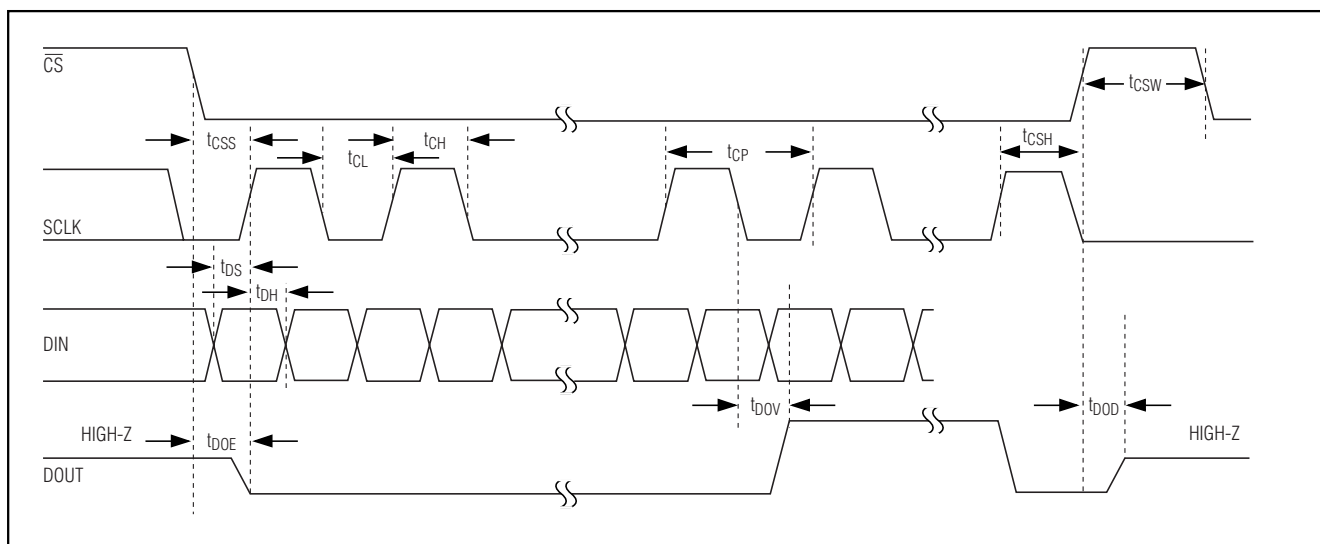 CS
tCSW
tCSS
tCL
tCH
tCP
tCSH
SCLK
tDS
tDH
DIN
tDOV
tDOD
HIGH-Z
tDOE
HIGH-Z
DOUT